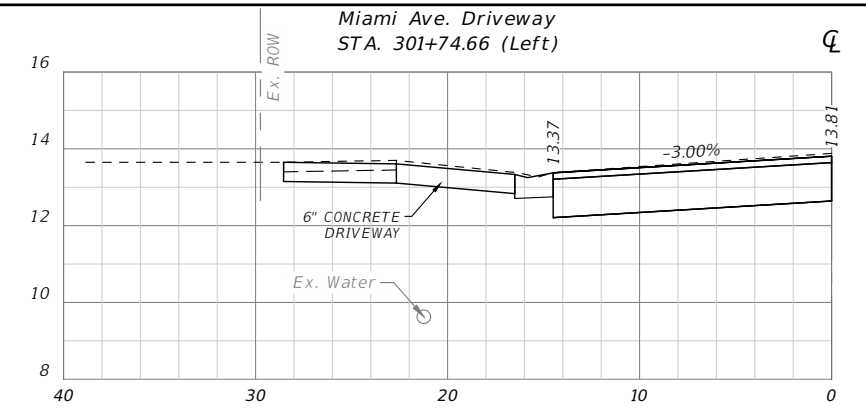 Miami Ave. Driveway
STA. 301+74.66 (Left)
℄
Ex. ROW
16
14
12
10
8
13.37
-3.00%
13.81
6" CONCRETE
DRIVEWAY
Ex. Water
40 30 20 10 0